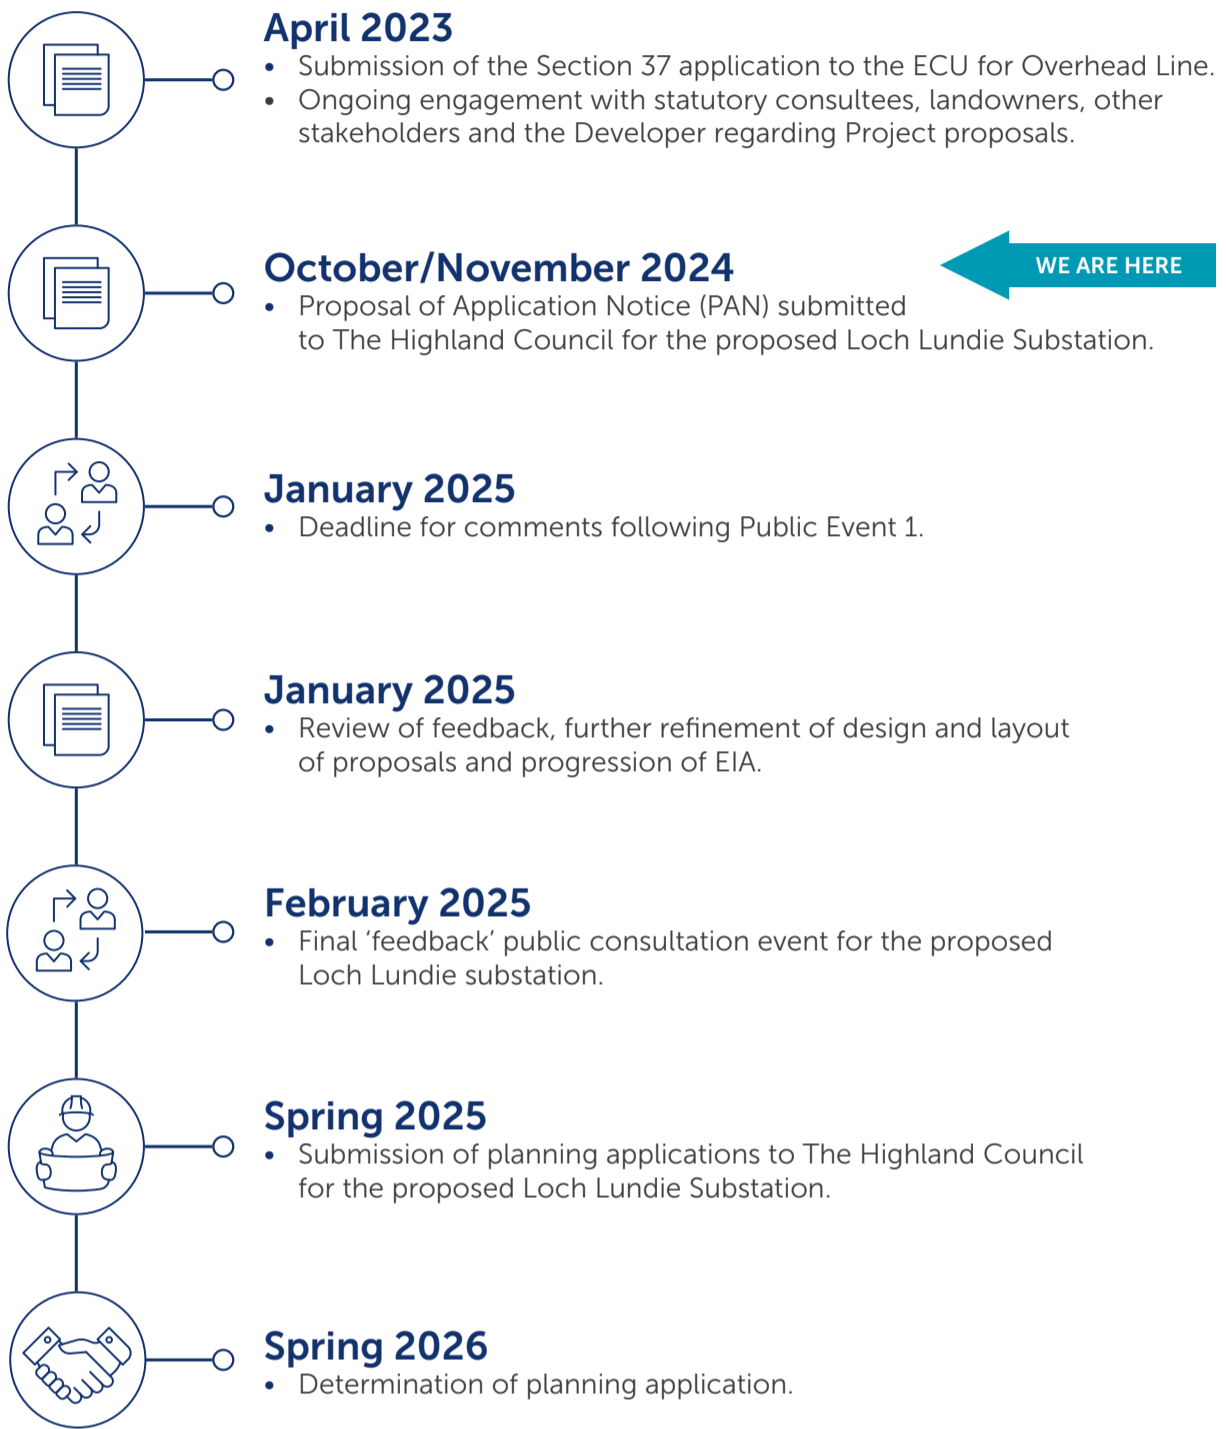 April 2023
• Submission of the Section 37 application to the ECU for Overhead Line.
• Ongoing engagement with statutory consultees, landowners, other
stakeholders and the Developer regarding Project proposals.
October/November 2024
WE ARE HERE
• Proposal of Application Notice (PAN) submitted
to The Highland Council for the proposed Loch Lundie Substation.
January 2025
• Deadline for comments following Public Event 1.
January 2025
• Review of feedback, further refinement of design and layout
of proposals and progression of EIA.
February 2025
• Final ‘feedback’ public consultation event for the proposed
Loch Lundie substation.
Spring 2025
• Submission of planning applications to The Highland Council
for the proposed Loch Lundie Substation.
Spring 2026
• Determination of planning application.